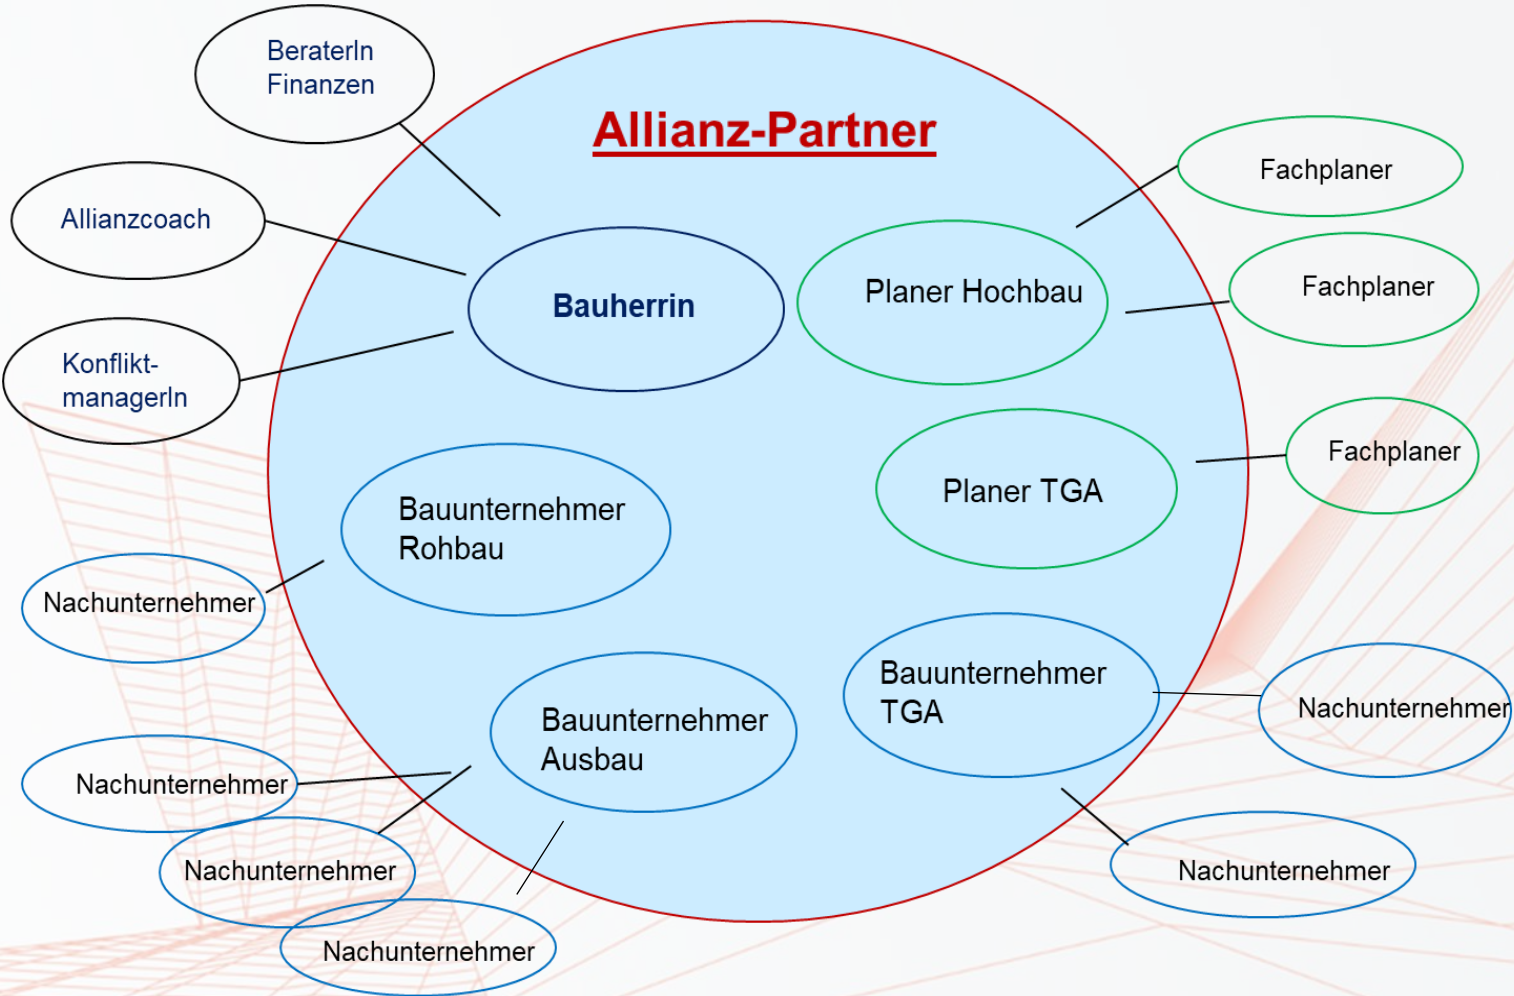 BeraterIn
Finanzen
Allianz-Partner
Fachplaner
Allianzcoach
Fachplaner
Planer Hochbau
Bauherrin
Konflikt-
managerIn
Fachplaner
Planer TGA
Bauunternehmer
Rohbau
Nachunternehmer
Bauunternehmer
TGA
Nachunternehmer
Bauunternehmer
Ausbau
Nachunternehmer
Nachunternehmer
Nachunternehmer
Nachunternehmer